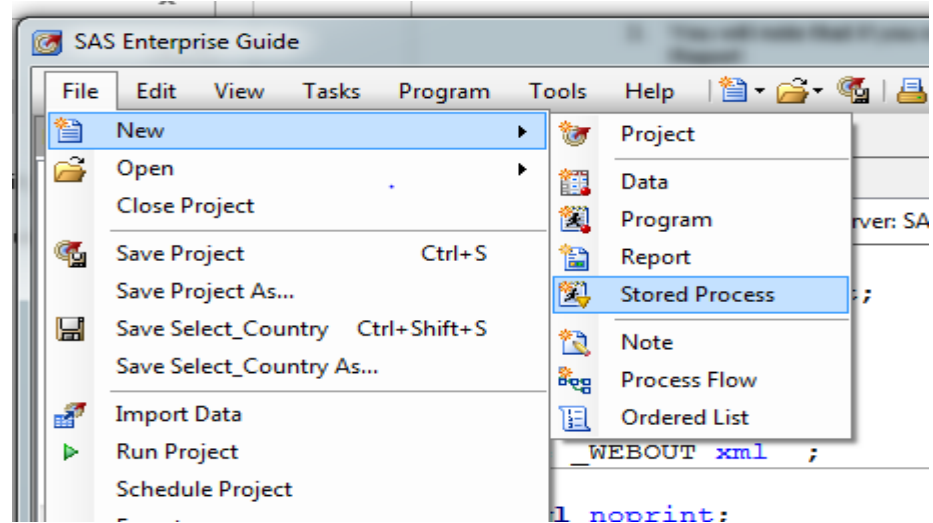 SAS Enterprise Guide
File Edit View Tasks Program Tools Help
New
Open
Close Project
Save Project Ctrl+S
Save Project As...
Save Select_Country Ctrl+Shift+S
Save Select_Country As...
Import Data
Run Project
Schedule Project
Project
Data
Program
Report
Stored Process
Note
Process Flow
Ordered List
rver: SA
;
_WEBOUT xml ;
l noprint;